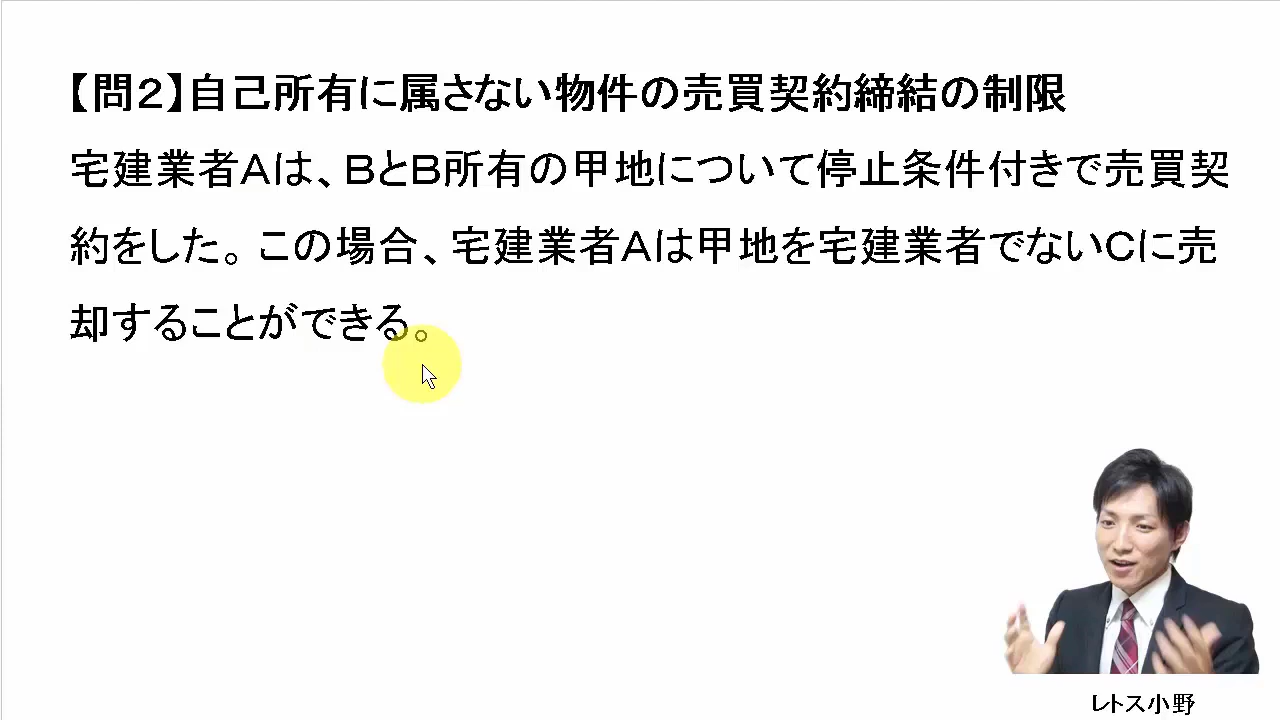 【問２】自己所有に属さない物件の売買契約締結の制限
宅建業者Ａは、ＢとＢ所有の甲地について停止条件付きで売買契
約をした。この場合、宅建業者Ａは甲地を宅建業者でないＣに売
却することができる。
レトス小野